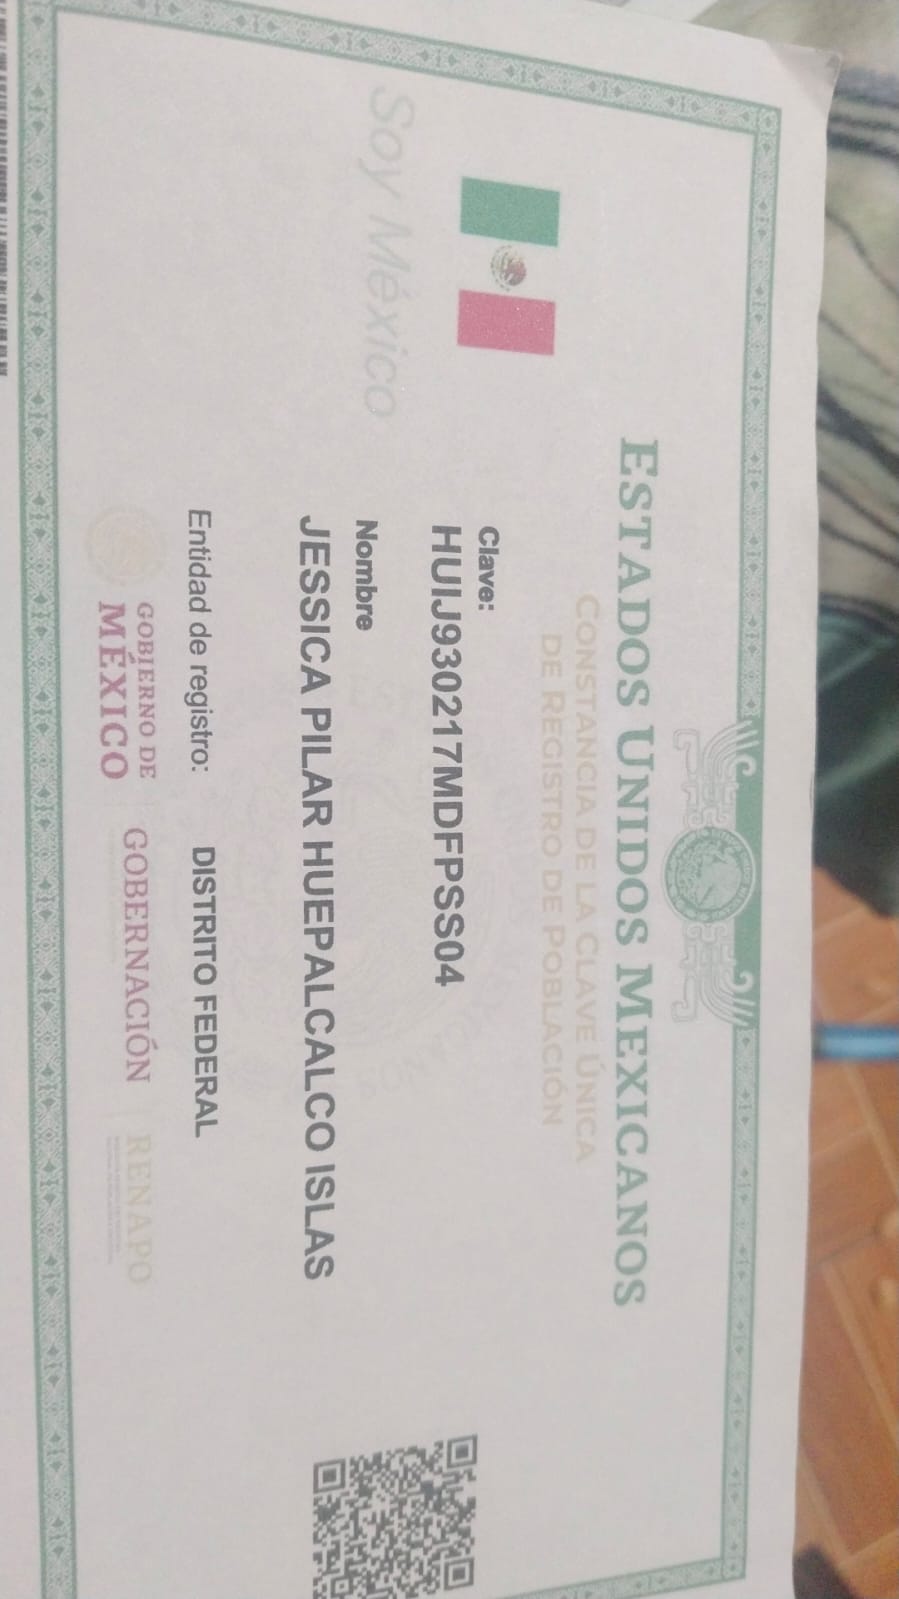 ESTADOS UNIDOS MEXICANOS
CONSTANCIA DE LA CLAVE ÚNICA
DE REGISTRO DE POBLACIÓN
Clave:
HUIJ930217MDFPSS04
Nombre
JESSICA PILAR HUEPALCALCO ISLAS
Soy México
Entidad de registro: DISTRITO FEDERAL
GOBIERNO DE
MÉXICO
GOBERNACIÓN
RENAPO